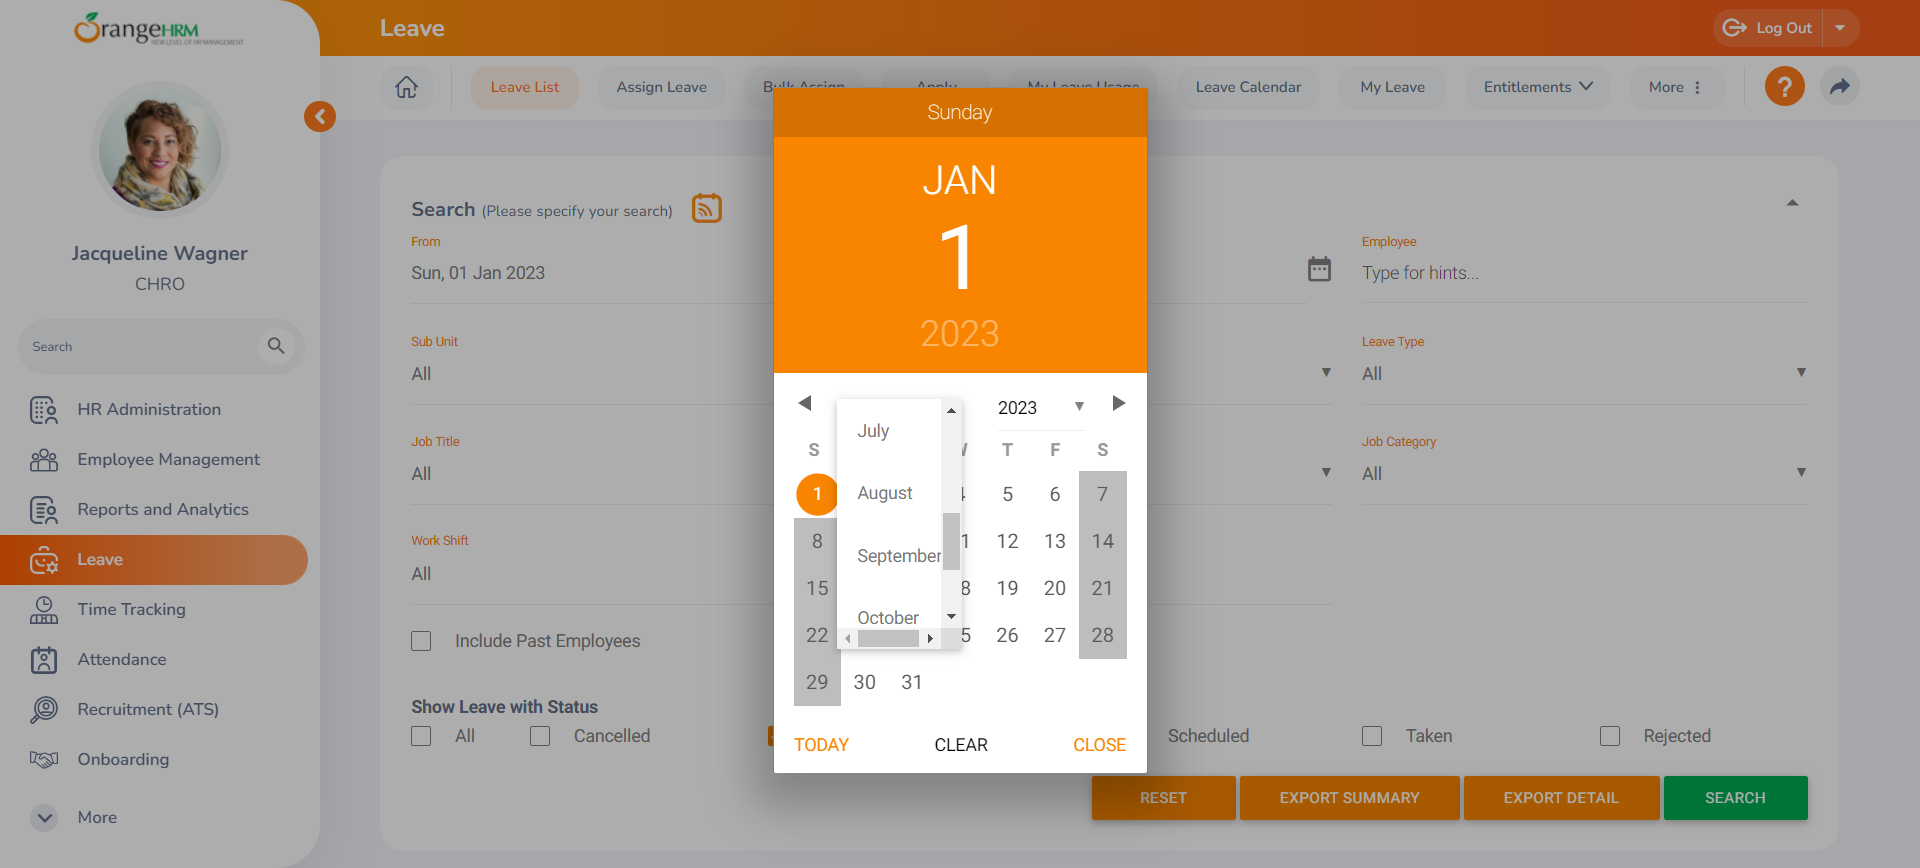 OrangeHRM
NEW LEVEL OF HR MANAGEMENT
Jacqueline Wagner
CHRO
Search
HR Administration
Employee Management
Reports and Analytics
Leave
Time Tracking
Attendance
Recruitment (ATS)
Onboarding
More
Leave
Log Out
Leave List
Assign Leave
Bulk Assign
Apply
My Leave Usage
Leave Calendar
My Leave
Entitlements
More
?
Search (Please specify your search)
From
Sun, 01 Jan 2023
Employee
Type for hints...
Sub Unit
All
Leave Type
All
Job Title
All
Job Category
All
Work Shift
All
Include Past Employees
Show Leave with Status
All
Cancelled
Scheduled
Taken
Rejected
RESET
EXPORT SUMMARY
EXPORT DETAIL
SEARCH
Sunday
JAN
1
2023
2023
July
August
September
October
S T F S
1 4 5 6 7
8 1 12 13 14
15 8 19 20 21
22 5 26 27 28
29 30 31
TODAY
CLEAR
CLOSE